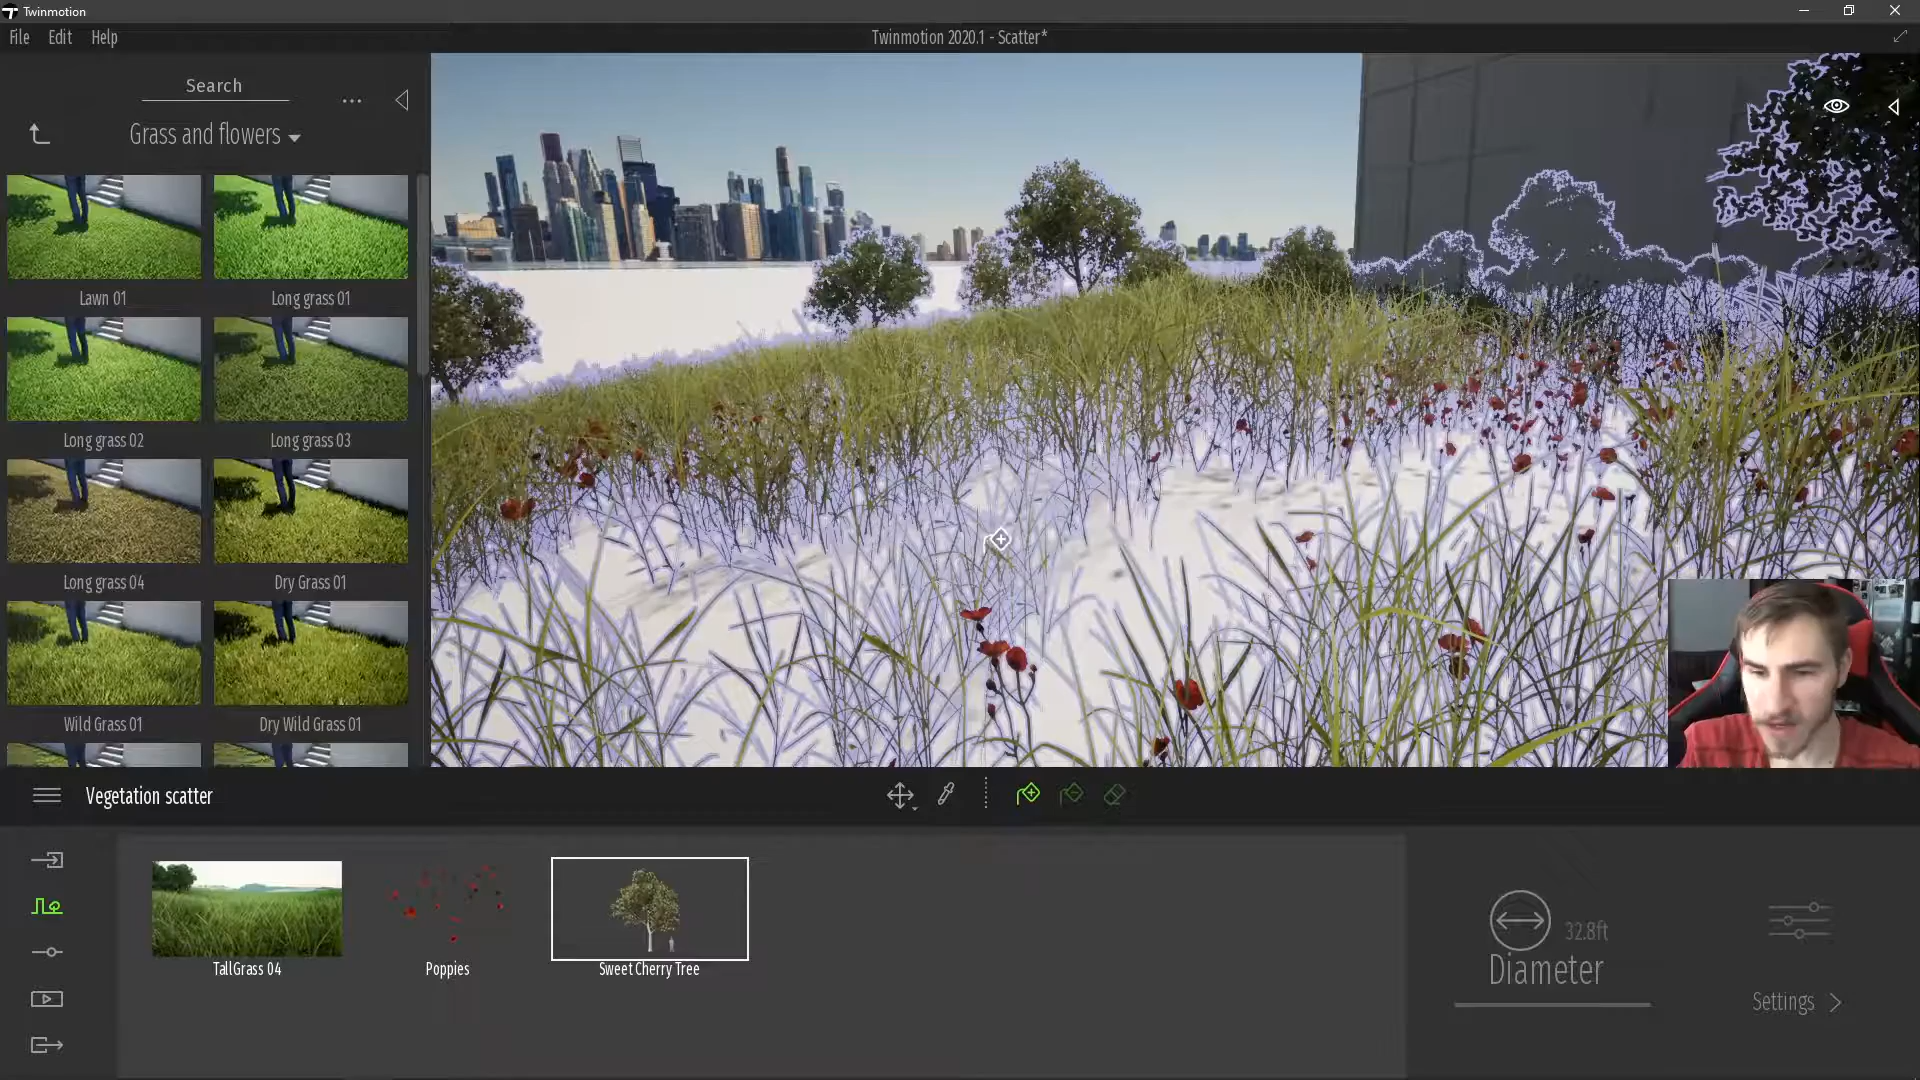 Twinmotion
File Edit Help
Twinmotion 2020.1 - Scatter*
Search
Grass and flowers
Lawn 01
Long grass 01
Long grass 02
Long grass 03
Long grass 04
Dry Grass 01
Wild Grass 01
Dry Wild Grass 01
Vegetation scatter
TallGrass 04
Poppies
Sweet Cherry Tree
32.8ft
Diameter
Settings